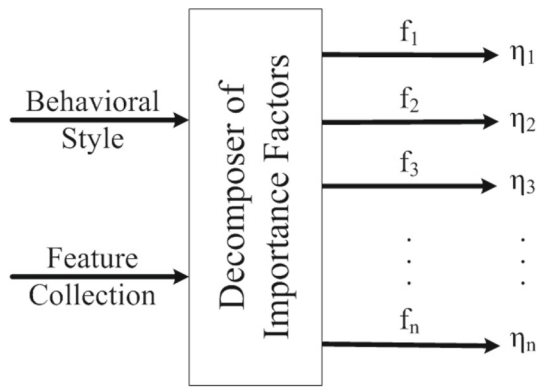 Behavioral
Style
Feature
Collection
Decomposer of
Importance Factors
f₁
η₁
f₂
η₂
f₃
η₃
fₙ
ηₙ